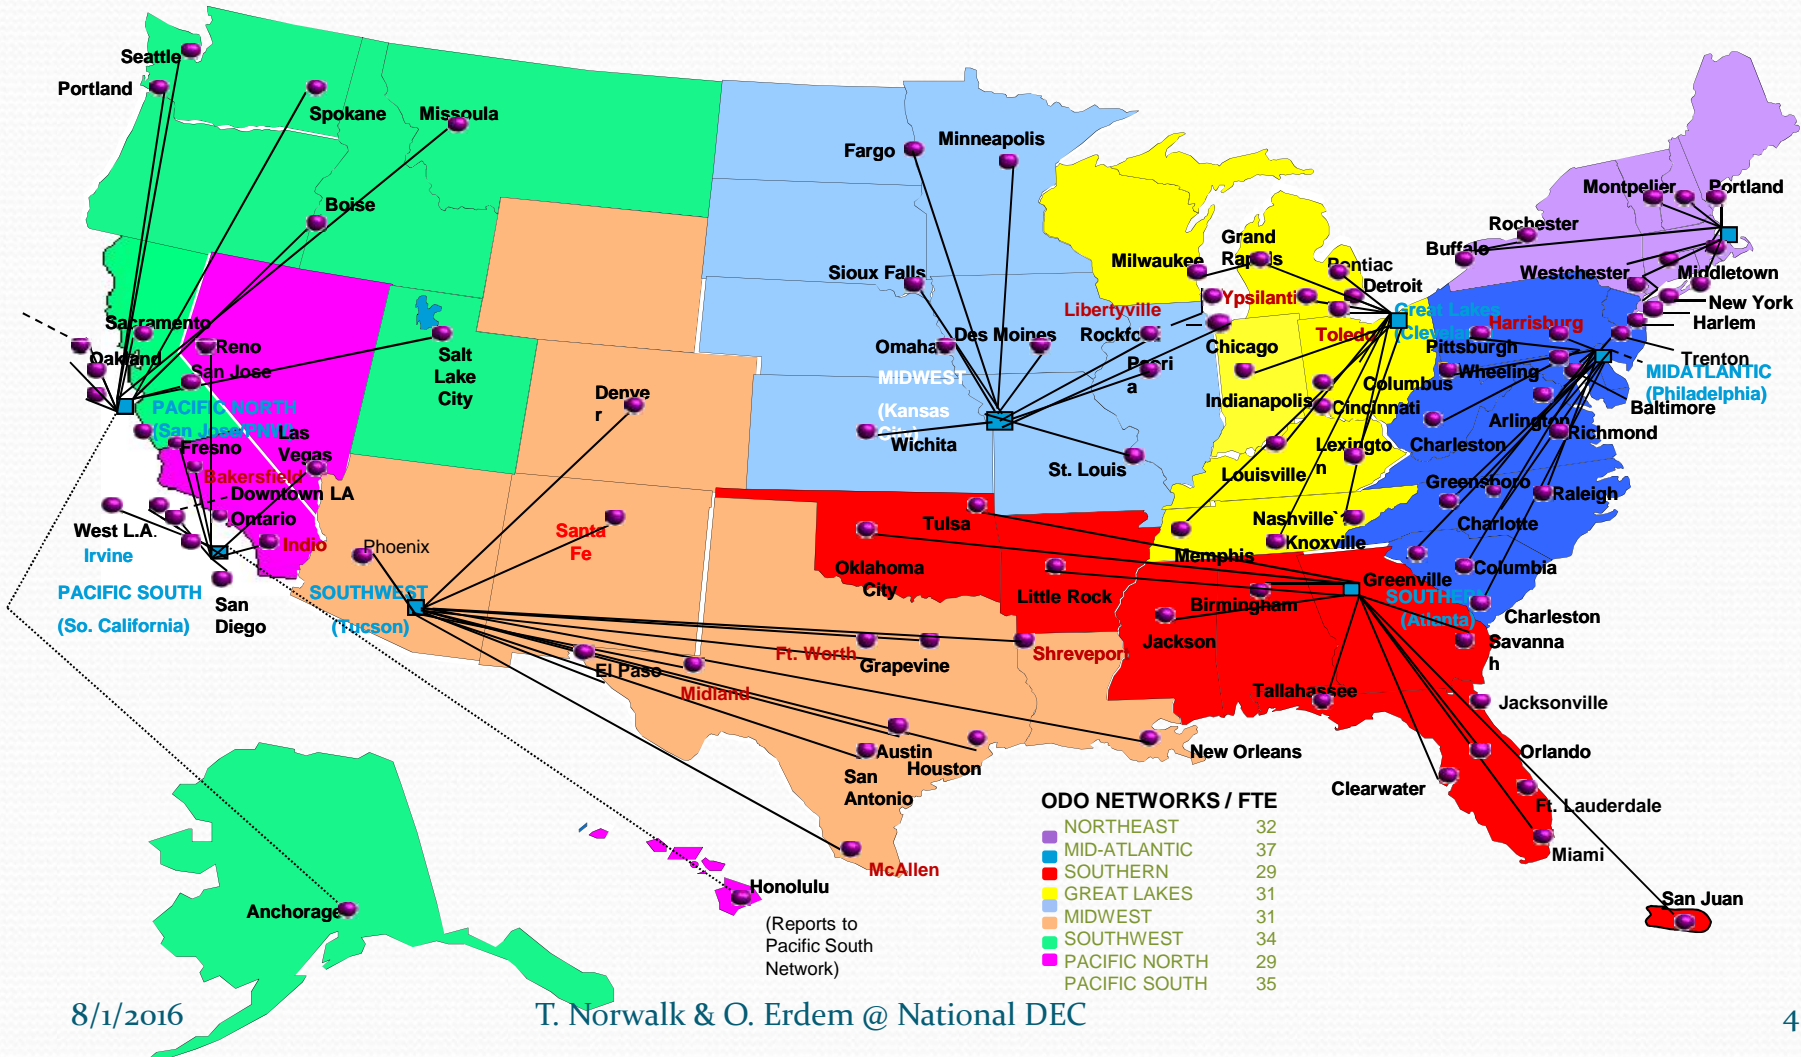 Seattle
Portland
Spokane
Missoula
Boise
Sacramento
Oakland
Reno
San Jose
Salt
Lake
City
PACIFIC NORTH
(San Jose/PNW)
Las
Vegas
Fresno
Bakersfield
Downtown LA
Ontario
West L.A.
Indio
Irvine
PACIFIC SOUTH
(So. California)
San
Diego
Phoenix
SOUTHWEST
(Tucson)
Denve
r
Santa
Fe
El Paso
Midland
Ft. Worth
Grapevine
Shreveport
Austin
Houston
San
Antonio
McAllen
New Orleans
Fargo
Minneapolis
Sioux Falls
Omaha
Des Moines
MIDWEST
(Kansas
City)
Wichita
St. Louis
Rockford
Peori
a
Libertyville
Milwaukee
Grand
Rapids
Pontiac
Detroit
Ypsilanti
Toledo
Great Lakes
(Cleveland)
Chicago
Indianapolis
Columbus
Cincinnati
Lexingto
n
Louisville
Nashville`
Knoxville
Memphis
Tulsa
Oklahoma
City
Little Rock
Jackson
Birmingham
Greenville
SOUTHERN
(Atlanta)
Tallahassee
Savanna
h
Jacksonville
Orlando
Clearwater
Ft. Lauderdale
Miami
San Juan
Montpelier
Portland
Rochester
Buffalo
Westchester
Middletown
New York
Harlem
Trenton
Harrisburg
Pittsburgh
Wheeling
MIDATLANTIC
(Philadelphia)
Baltimore
Arlington
Richmond
Charleston
Greensboro
Raleigh
Charlotte
Columbia
Charleston
Anchorage
Honolulu
(Reports to
Pacific South
Network)
ODO NETWORKS / FTE
NORTHEAST 32
MID-ATLANTIC 37
SOUTHERN 29
GREAT LAKES 31
MIDWEST 31
SOUTHWEST 34
PACIFIC NORTH 29
PACIFIC SOUTH 35
8/1/2016
T. Norwalk & O. Erdem @ National DEC
4